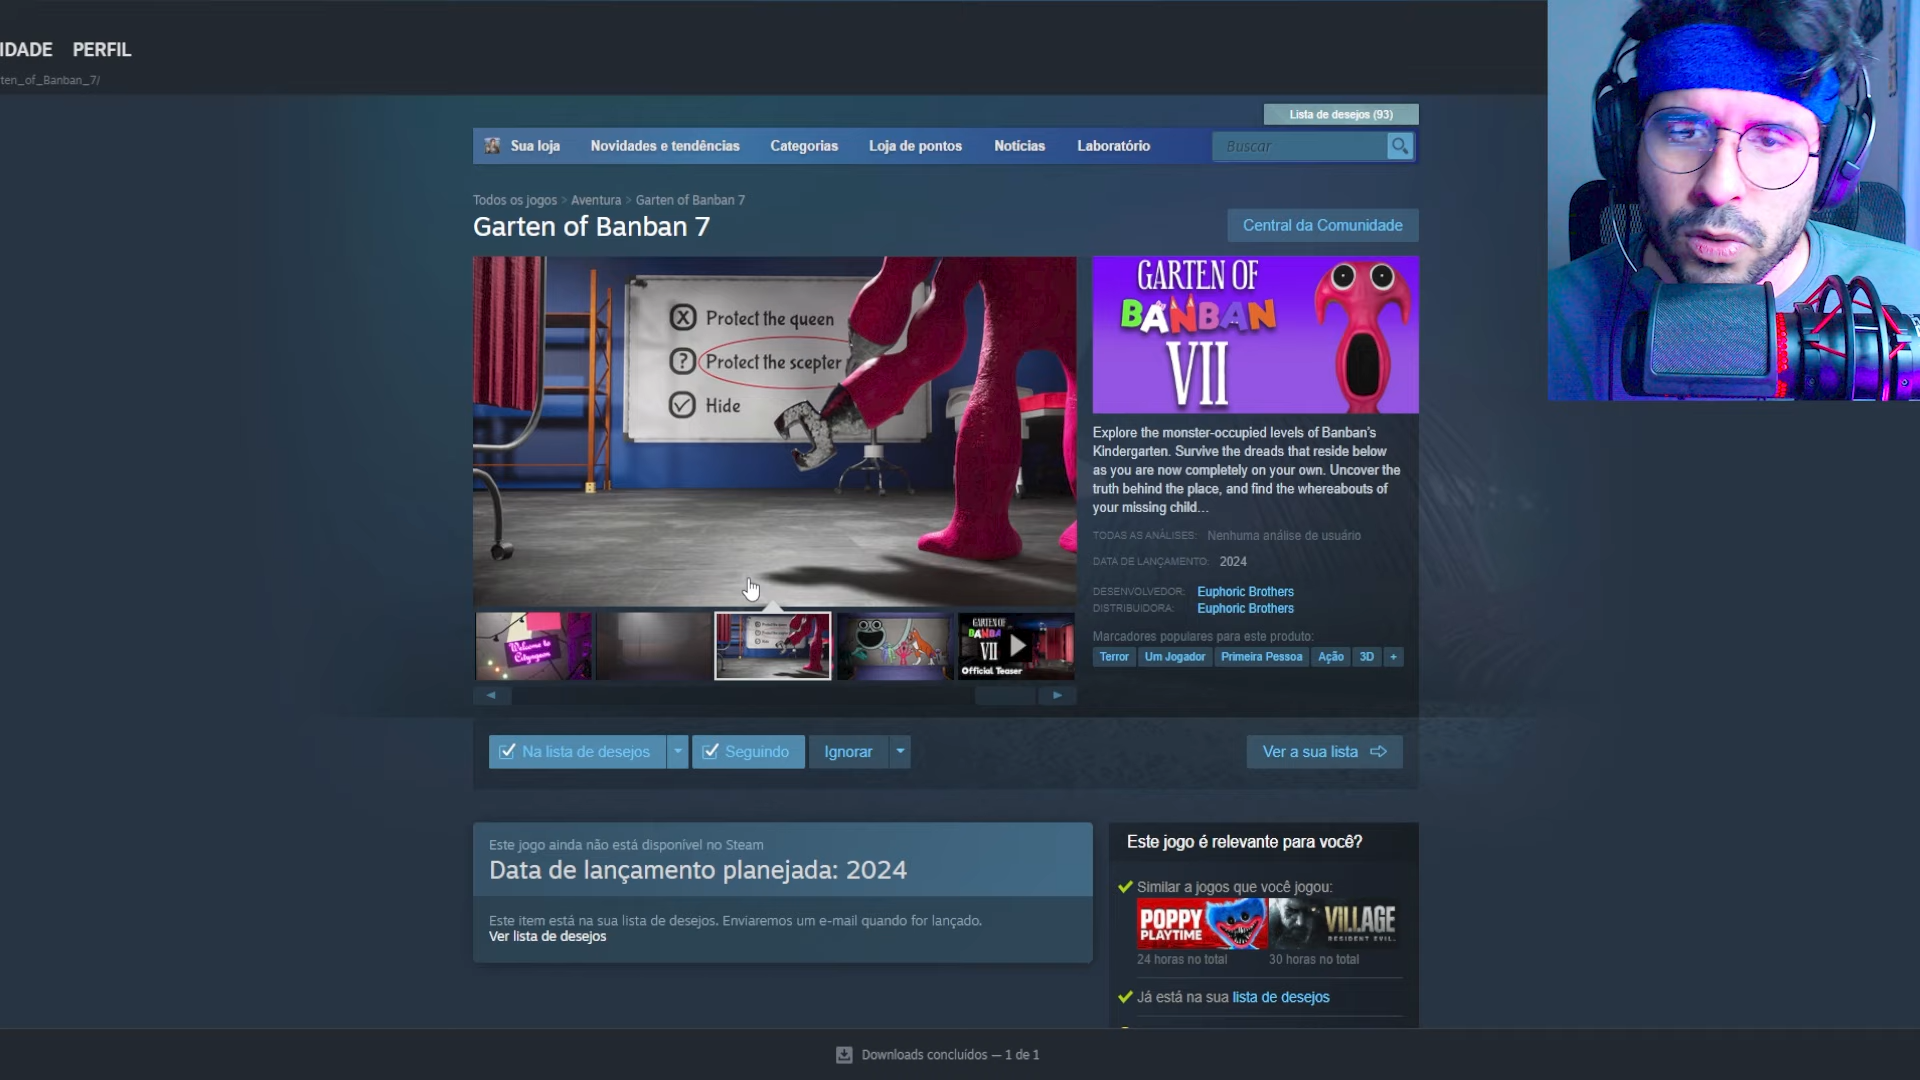 IDADE PERFIL
ten_of_Banban_7/
Lista de desejos (93)
Sua loja Novidades e tendências Categorias Loja de pontos Notícias Laboratório Buscar
Todos os jogos > Aventura > Garten of Banban 7
Garten of Banban 7
Central da Comunidade
Protect the queen
Protect the scepter
Hide
GARTEN OF
BANBAN
VII
Explore the monster-occupied levels of Banban's
Kindergarten. Survive the dreads that reside below
as you are now completely on your own. Uncover the
truth behind the place, and find the whereabouts of
your missing child...
TODAS AS ANÁLISES: Nenhuma análise de usuário
DATA DE LANÇAMENTO: 2024
DESENVOLVEDOR: Euphoric Brothers
DISTRIBUIDORA: Euphoric Brothers
Marcadores populares para este produto:
Terror Um Jogador Primeira Pessoa Ação 3D +
Welcome to
GARTEN OF
BANBAN
VII
Official Teaser
Na lista de desejos Seguindo Ignorar Ver a sua lista
Este jogo ainda não está disponível no Steam
Data de lançamento planejada: 2024
Este item está na sua lista de desejos. Enviaremos um e-mail quando for lançado.
Ver lista de desejos
Este jogo é relevante para você?
Similar a jogos que você jogou:
POPPY
PLAYTIME
VILLAGE
RESIDENT EVIL
24 horas no total 30 horas no total
Já está na sua lista de desejos
Downloads concluídos — 1 de 1